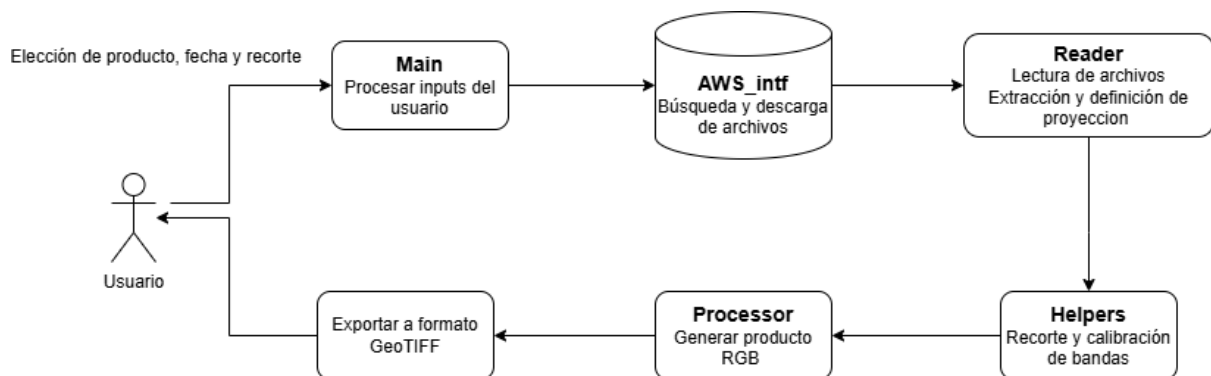 Elección de producto, fecha y recorte
Main
Procesar inputs del
usuario
AWS_intf
Búsqueda y descarga
de archivos
Reader
Lectura de archivos
Extracción y definición de
proyeccion
Usuario
Exportar a formato
GeoTIFF
Processor
Generar producto
RGB
Helpers
Recorte y calibración
de bandas